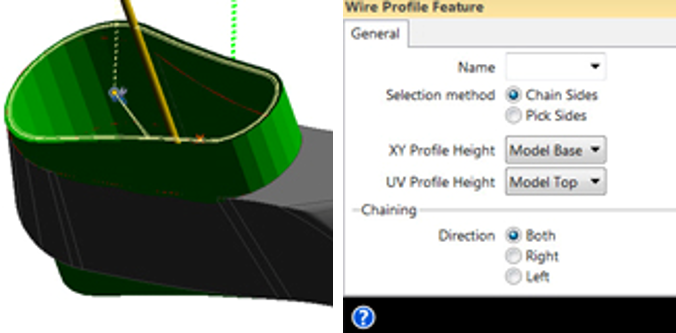 Wire Profile Feature
General
Name
Selection method Chain Sides
Pick Sides
XY Profile Height Model Base
UV Profile Height Model Top
Chaining
Direction Both
Right
Left
?